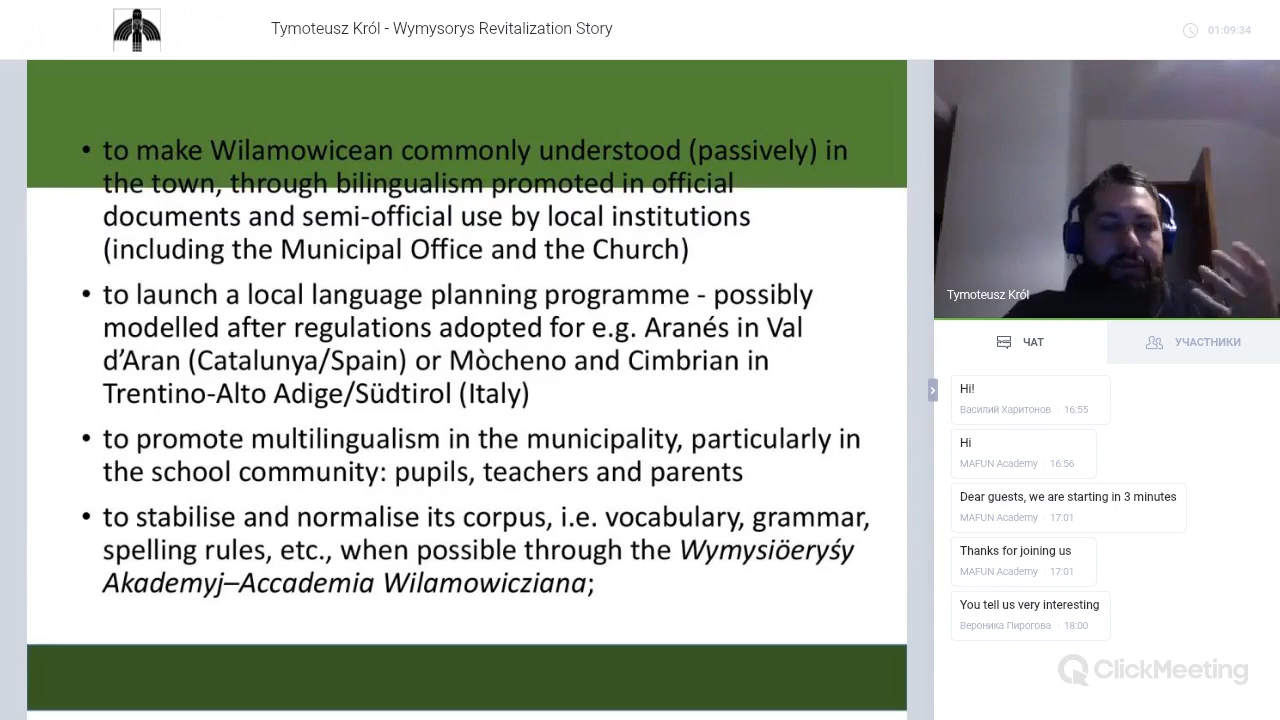 Tymoteusz Król - Wymysorys Revitalization Story
01:09:34
• to make Wilamowicean commonly understood (passively) in
the town, through bilingualism promoted in official
documents and semi-official use by local institutions
(including the Municipal Office and the Church)
• to launch a local language planning programme - possibly
modelled after regulations adopted for e.g. Aranés in Val
d’Aran (Catalunya/Spain) or Mòcheno and Cimbrian in
Trentino-Alto Adige/Südtirol (Italy)
• to promote multilingualism in the municipality, particularly in
the school community: pupils, teachers and parents
• to stabilise and normalise its corpus, i.e. vocabulary, grammar,
spelling rules, etc., when possible through the Wymysiöeryśy
Akademyj–Accademia Wilamowicziana;
Tymoteusz Król
ЧАТ
УЧАСТНИКИ
Hi!
Василий Харитонов · 16:55
Hi
MAFUN Academy · 16:56
Dear guests, we are starting in 3 minutes
MAFUN Academy · 17:01
Thanks for joining us
MAFUN Academy · 17:01
You tell us very interesting
Вероника Пирогова · 18:00
ClickMeeting